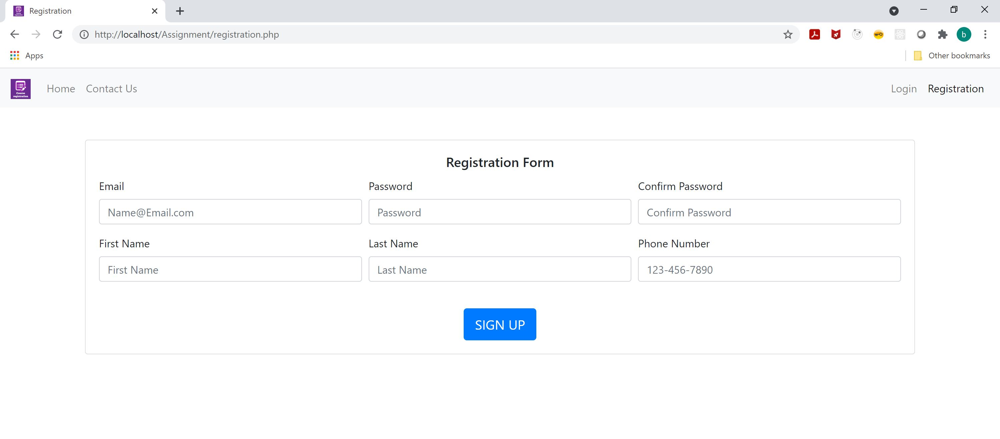 Registration
http://localhost/Assignment/registration.php
b
Apps
Other bookmarks
Course
registration
Home Contact Us
Login Registration
Registration Form
Email Password Confirm Password
Name@Email.com Password Confirm Password
First Name Last Name Phone Number
First Name Last Name 123-456-7890
SIGN UP